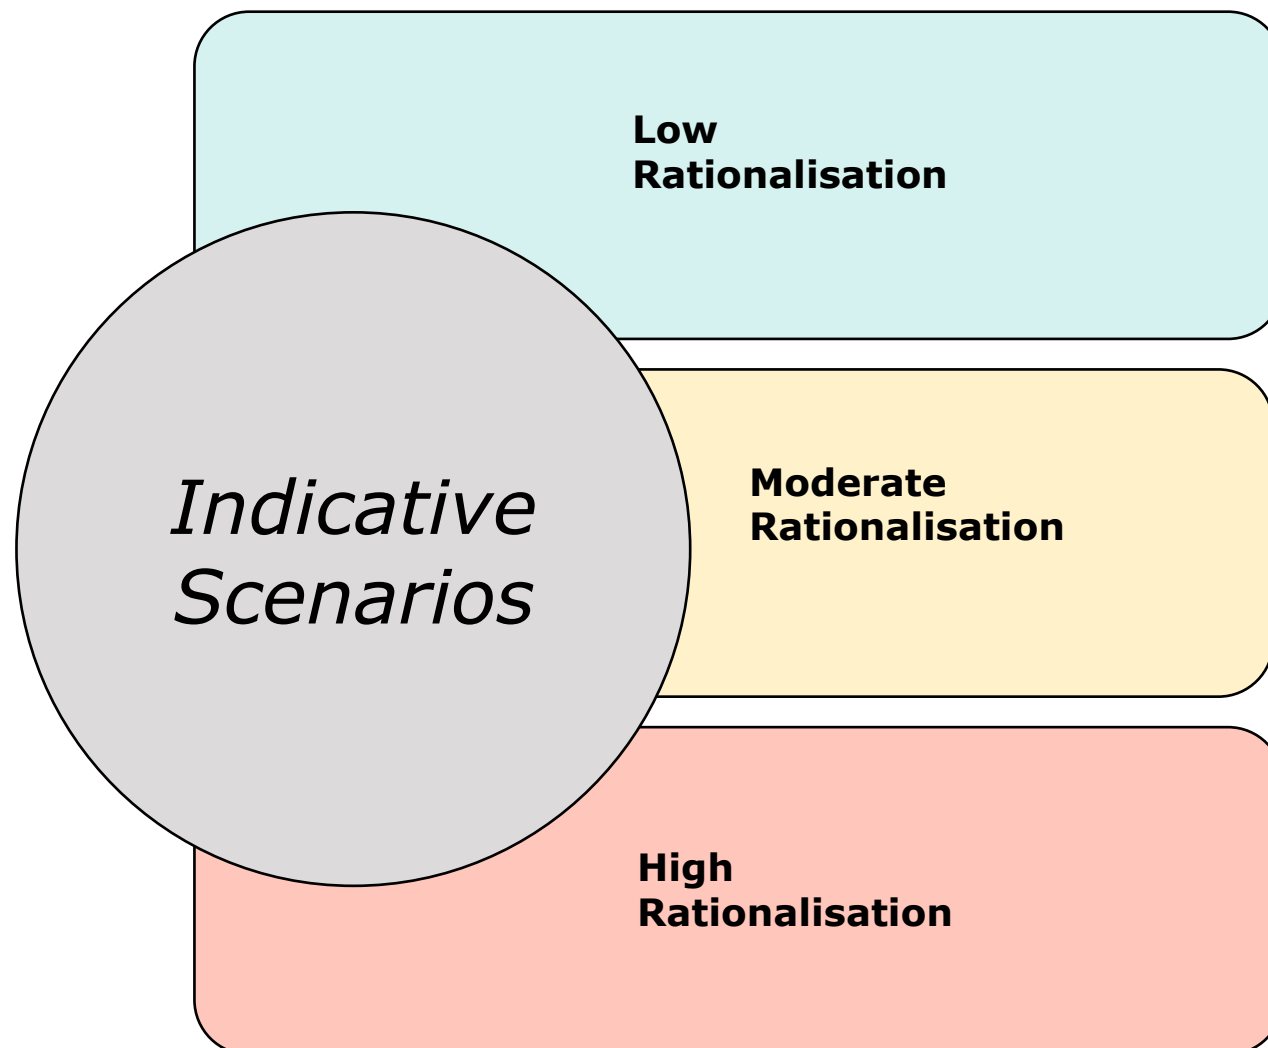 Low
Rationalisation
Indicative
Scenarios
Moderate
Rationalisation
High
Rationalisation